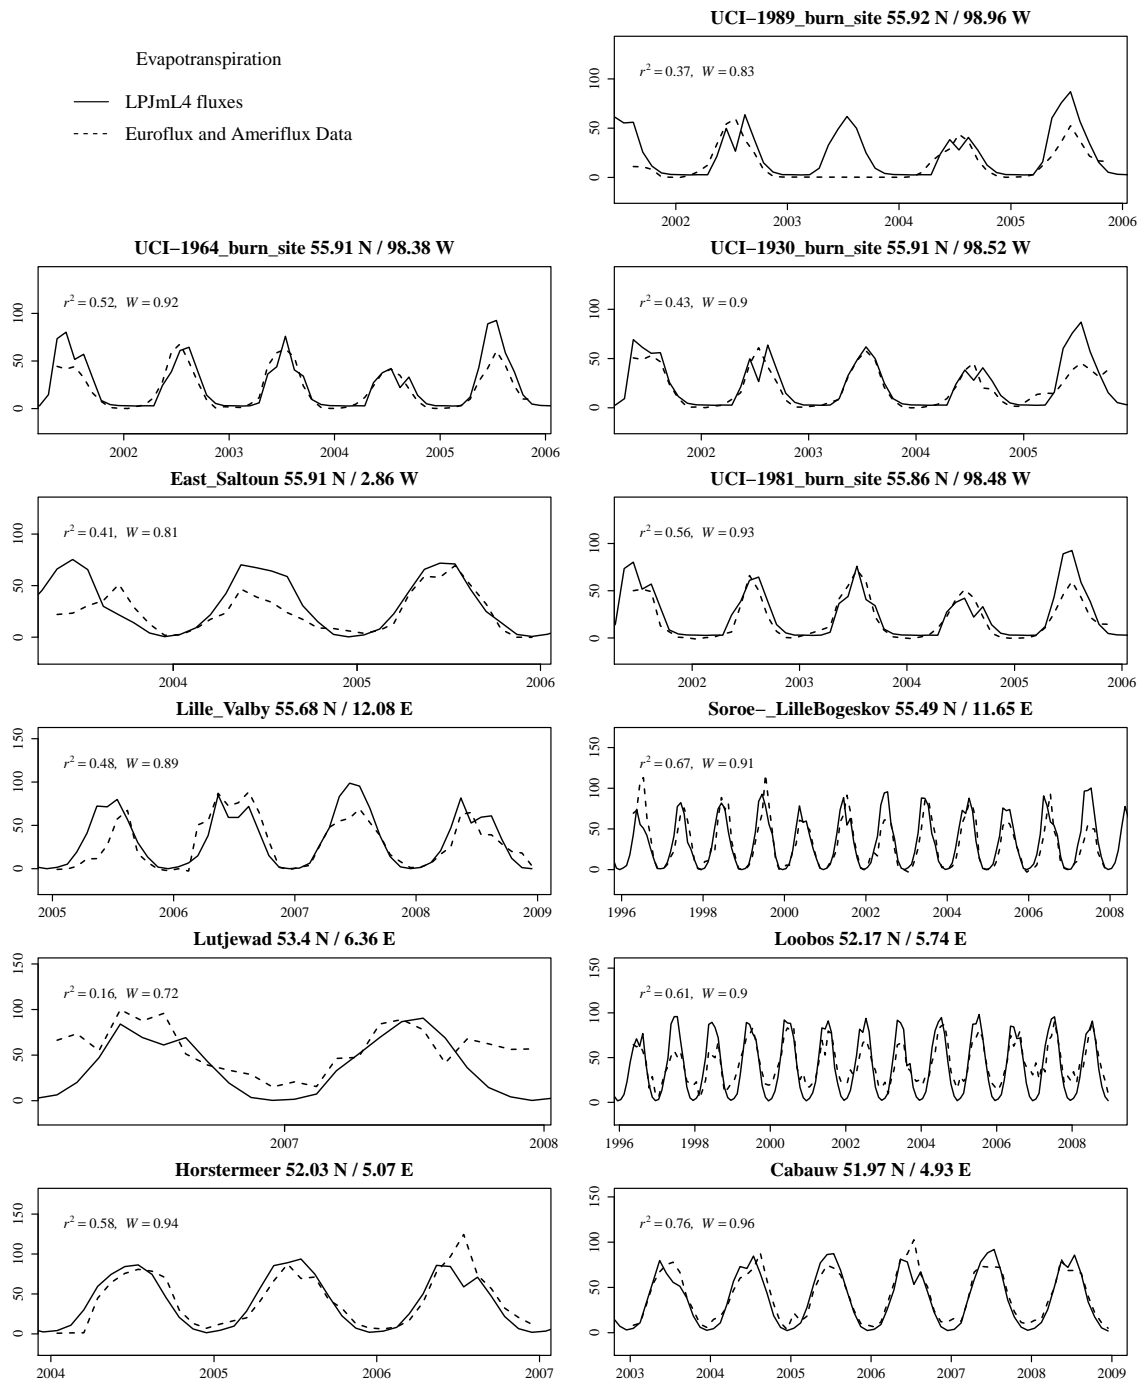 UCI−1989_burn_site 55.92 N / 98.96 W
Evapotranspiration
LPJmL4 fluxes
Euroflux and Ameriflux Data
r² = 0.37, W = 0.83
0 50 100
2002 2003 2004 2005 2006
UCI−1964_burn_site 55.91 N / 98.38 W
r² = 0.52, W = 0.92
0 50 100
2002 2003 2004 2005 2006
UCI−1930_burn_site 55.91 N / 98.52 W
r² = 0.43, W = 0.9
0 50 100
2002 2003 2004 2005
East_Saltoun 55.91 N / 2.86 W
r² = 0.41, W = 0.81
0 50 100
2004 2005 2006
UCI−1981_burn_site 55.86 N / 98.48 W
r² = 0.56, W = 0.93
0 50 100
2002 2003 2004 2005 2006
Lille_Valby 55.68 N / 12.08 E
r² = 0.48, W = 0.89
0 50 100 150
2005 2006 2007 2008 2009
Soroe−_LilleBogeskov 55.49 N / 11.65 E
r² = 0.67, W = 0.91
0 50 100 150
1996 1998 2000 2002 2004 2006 2008
Lutjewad 53.4 N / 6.36 E
r² = 0.16, W = 0.72
0 50 100 150
2007 2008
Loobos 52.17 N / 5.74 E
r² = 0.61, W = 0.9
0 50 100 150
1996 1998 2000 2002 2004 2006 2008
Horstermeer 52.03 N / 5.07 E
r² = 0.58, W = 0.94
0 50 100 150
2004 2005 2006 2007
Cabauw 51.97 N / 4.93 E
r² = 0.76, W = 0.96
0 50 100 150
2003 2004 2005 2006 2007 2008 2009